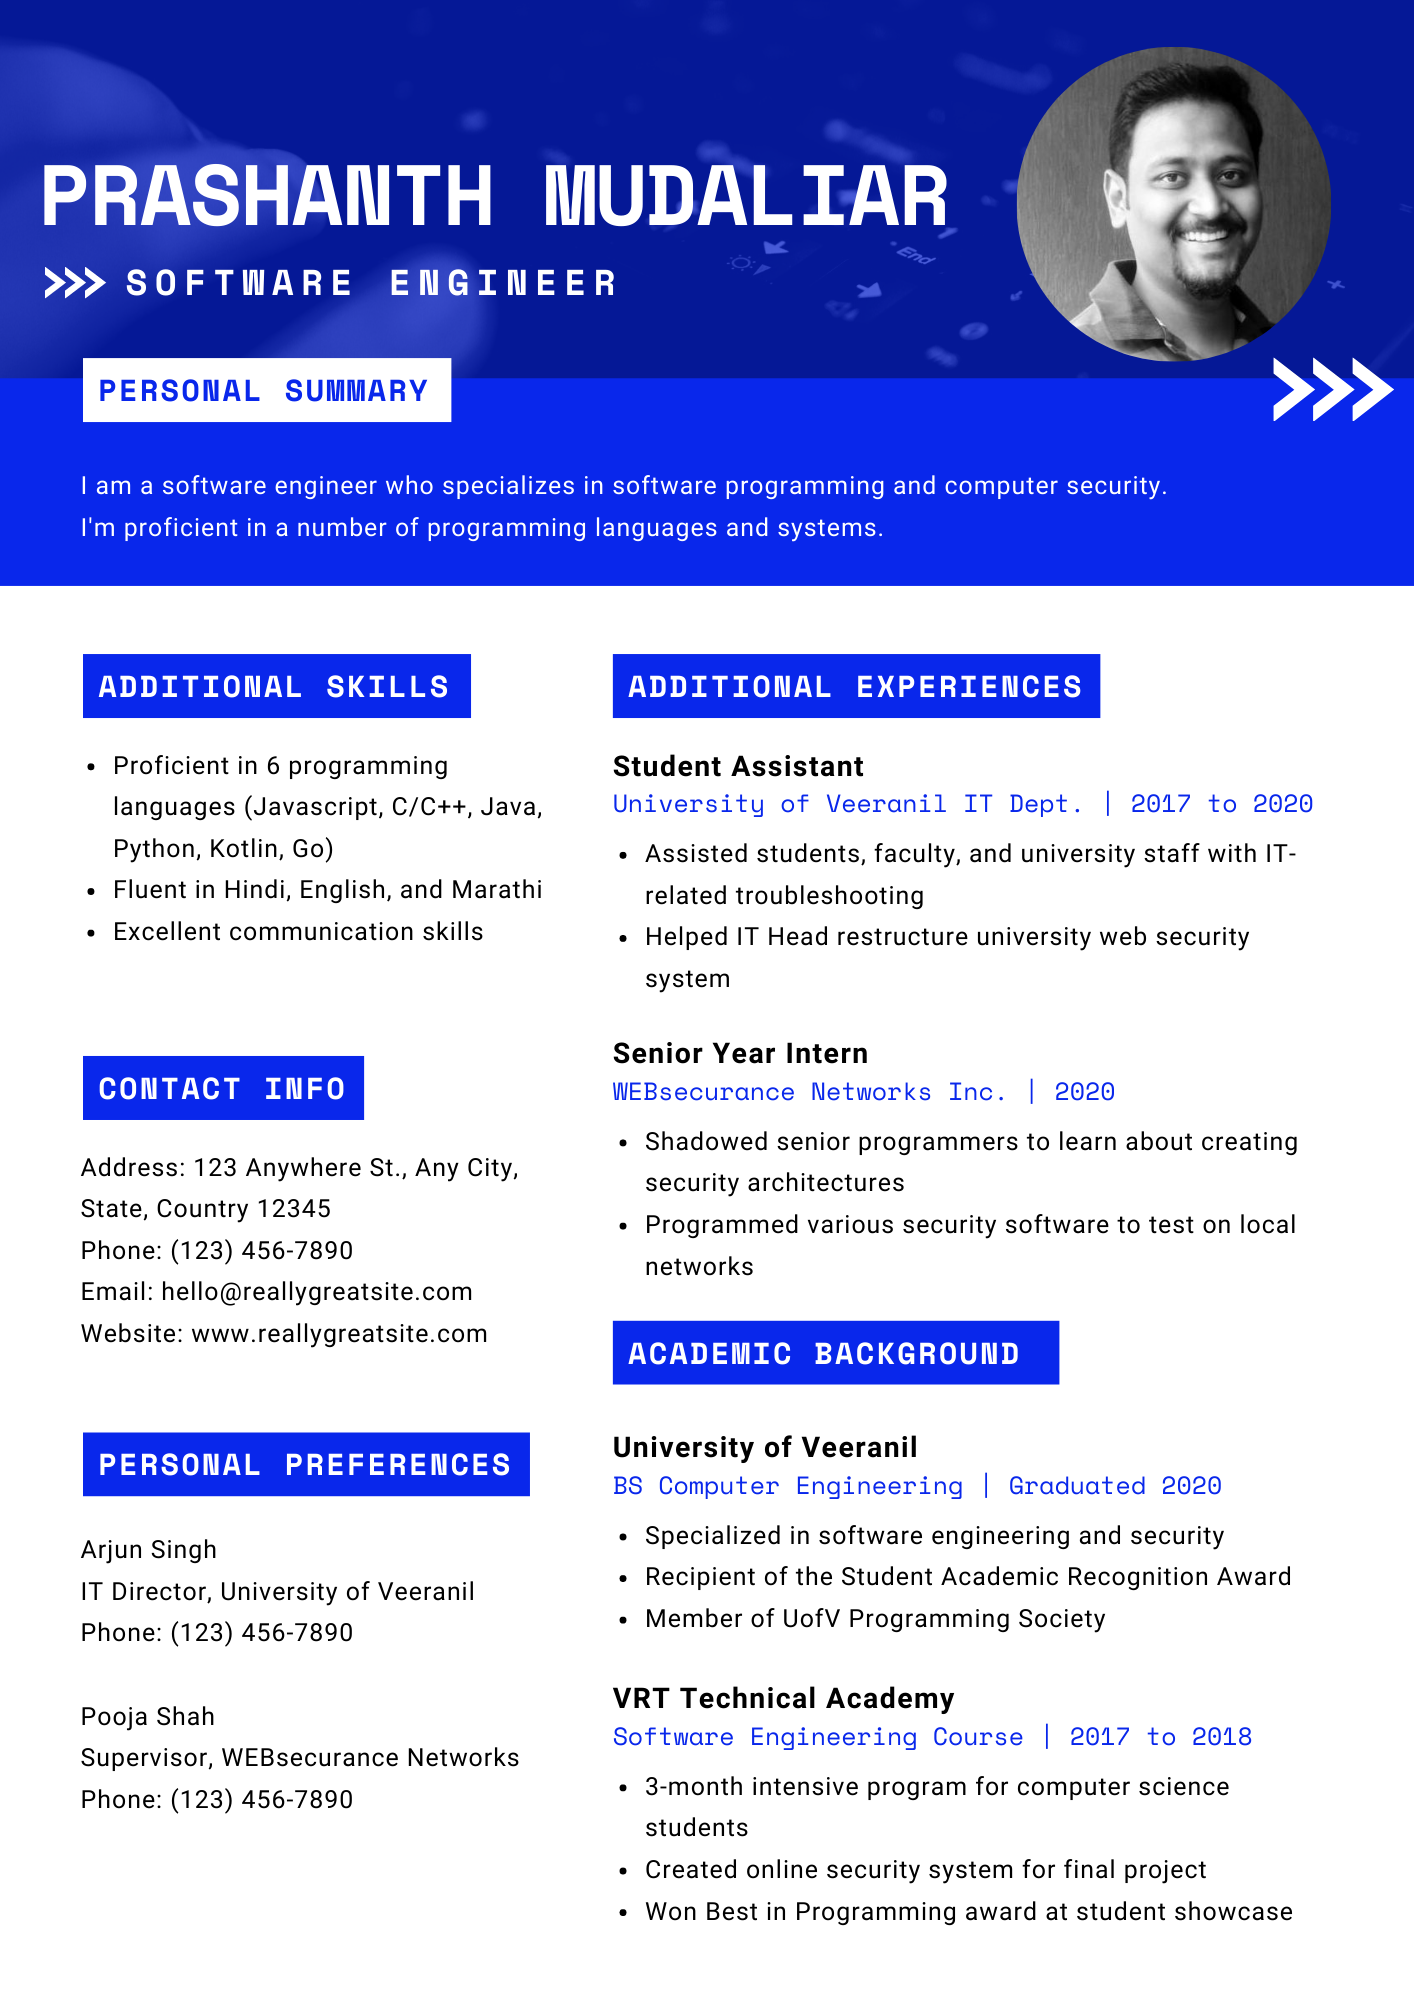 PRASHANTH MUDALIAR
SOFTWARE ENGINEER
End
PERSONAL SUMMARY
I am a software engineer who specializes in software programming and computer security.
I'm proficient in a number of programming languages and systems.
ADDITIONAL SKILLS
• Proficient in 6 programming
languages (Javascript, C/C++, Java,
Python, Kotlin, Go)
• Fluent in Hindi, English, and Marathi
• Excellent communication skills
CONTACT INFO
Address: 123 Anywhere St., Any City,
State, Country 12345
Phone: (123) 456-7890
Email: hello@reallygreatsite.com
Website: www.reallygreatsite.com
PERSONAL PREFERENCES
Arjun Singh
IT Director, University of Veeranil
Phone: (123) 456-7890
Pooja Shah
Supervisor, WEBsecurance Networks
Phone: (123) 456-7890
ADDITIONAL EXPERIENCES
Student Assistant
University of Veeranil IT Dept. | 2017 to 2020
• Assisted students, faculty, and university staff with IT-
related troubleshooting
• Helped IT Head restructure university web security
system
Senior Year Intern
WEBsecurance Networks Inc. | 2020
• Shadowed senior programmers to learn about creating
security architectures
• Programmed various security software to test on local
networks
ACADEMIC BACKGROUND
University of Veeranil
BS Computer Engineering | Graduated 2020
• Specialized in software engineering and security
• Recipient of the Student Academic Recognition Award
• Member of UofV Programming Society
VRT Technical Academy
Software Engineering Course | 2017 to 2018
• 3-month intensive program for computer science
students
• Created online security system for final project
• Won Best in Programming award at student showcase